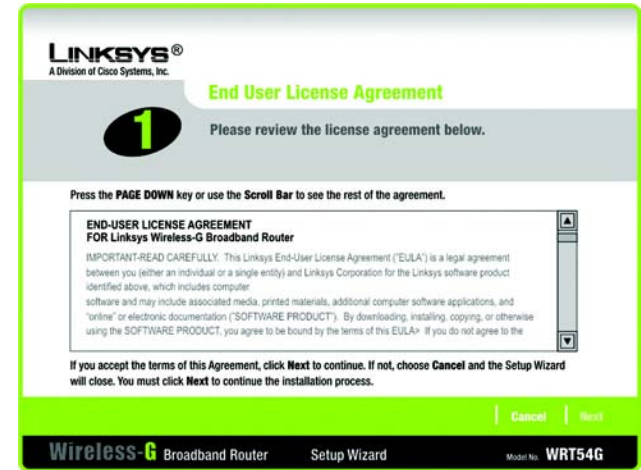 LINKSYS®
A Division of Cisco Systems, Inc.
End User License Agreement
1
Please review the license agreement below.
Press the PAGE DOWN key or use the Scroll Bar to see the rest of the agreement.
END-USER LICENSE AGREEMENT
FOR Linksys Wireless-G Broadband Router
IMPORTANT-READ CAREFULLY. This Linksys End-User License Agreement ("EULA") is a legal agreement
between you (either an individual or a single entity) and Linksys Corporation for the Linksys software product
identified above, which includes computer
software and may include associated media, printed materials, additional computer software applications, and
"online" or electronic documentation ("SOFTWARE PRODUCT"). By downloading, installing, copying, or otherwise
using the SOFTWARE PRODUCT, you agree to be bound by the terms of this EULA> If you do not agree to the
If you accept the terms of this Agreement, click Next to continue. If not, choose Cancel and the Setup Wizard
will close. You must click Next to continue the installation process.
Cancel Next
Wireless-G Broadband Router Setup Wizard Model No. WRT54G